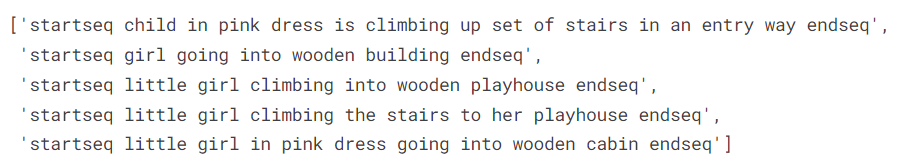 ['startseq child in pink dress is climbing up set of stairs in an entry way endseq',
'startseq girl going into wooden building endseq',
'startseq little girl climbing into wooden playhouse endseq',
'startseq little girl climbing the stairs to her playhouse endseq',
'startseq little girl in pink dress going into wooden cabin endseq']